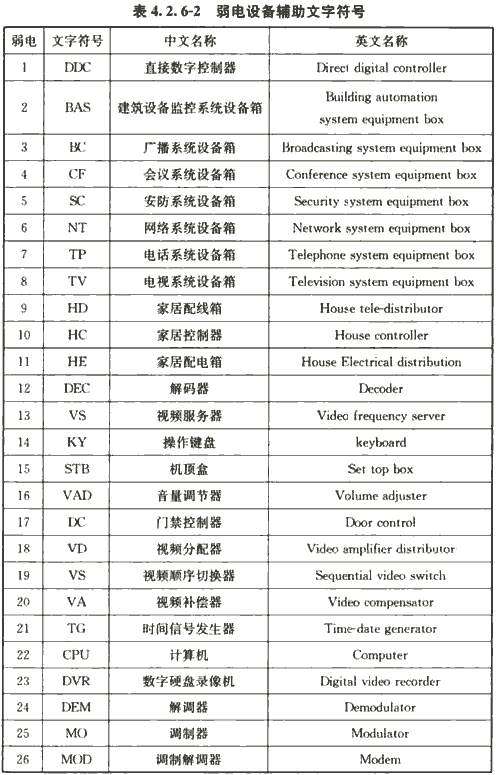 表 4.2.6-2 弱电设备辅助文字符号
弱电 文字符号 中文名称 英文名称
1 DDC 直接数字控制器 Direct digital controller
2 BAS 建筑设备监控系统设备箱 Building automation
system equipment box
3 BC 广播系统设备箱 Broadcasting system equipment box
4 CF 会议系统设备箱 Conference system equipment box
5 SC 安防系统设备箱 Security system equipment box
6 NT 网络系统设备箱 Network system equipment box
7 TP 电话系统设备箱 Telephone system equipment box
8 TV 电视系统设备箱 Television system equipment box
9 HD 家居配线箱 House tele-distributor
10 HC 家居控制器 House controller
11 HE 家居配电箱 House Electrical distribution
12 DEC 解码器 Decoder
13 VS 视频服务器 Video frequency server
14 KY 操作键盘 keyboard
15 STB 机顶盒 Set top box
16 VAD 音量调节器 Volume adjuster
17 DC 门禁控制器 Door control
18 VD 视频分配器 Video amplifier distributor
19 VS 视频顺序切换器 Sequential video switch
20 VA 视频补偿器 Video compensator
21 TG 时间信号发生器 Time-date generator
22 CPU 计算机 Computer
23 DVR 数字硬盘录像机 Digital video recorder
24 DEM 解调器 Demodulator
25 MO 调制器 Modulator
26 MOD 调制解调器 Modem